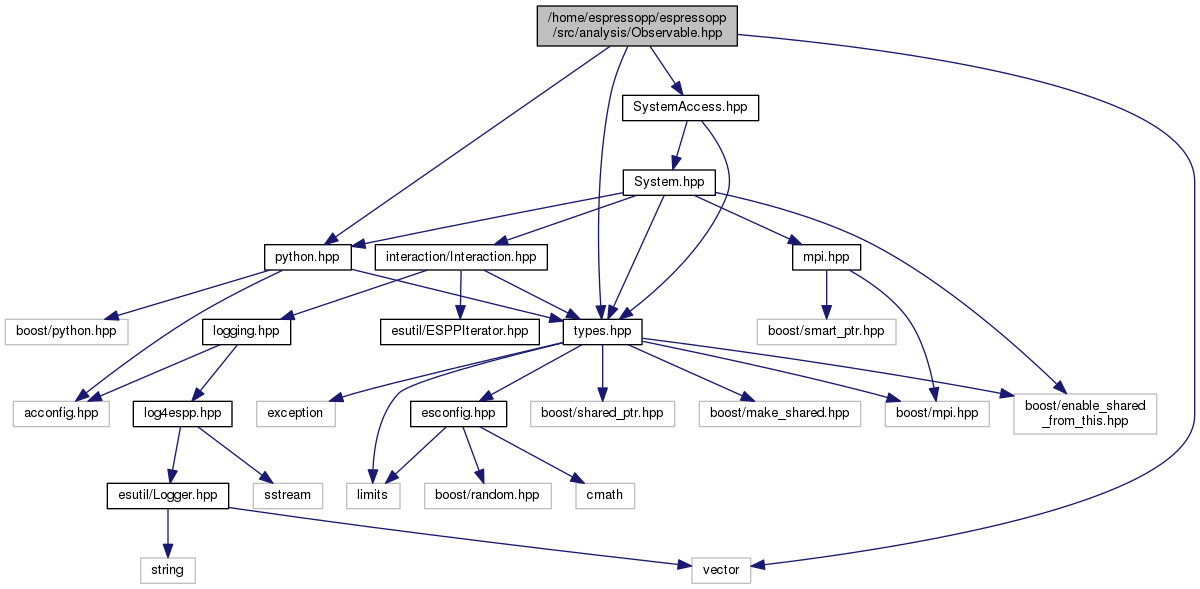 /home/espressopp/espressopp
/src/analysis/Observable.hpp
SystemAccess.hpp
System.hpp
python.hpp
interaction/Interaction.hpp
mpi.hpp
boost/python.hpp
logging.hpp
esutil/ESPPIterator.hpp
types.hpp
boost/smart_ptr.hpp
acconfig.hpp
log4espp.hpp
exception
esconfig.hpp
boost/shared_ptr.hpp
boost/make_shared.hpp
boost/mpi.hpp
boost/enable_shared
_from_this.hpp
esutil/Logger.hpp
sstream
limits
boost/random.hpp
cmath
string
vector